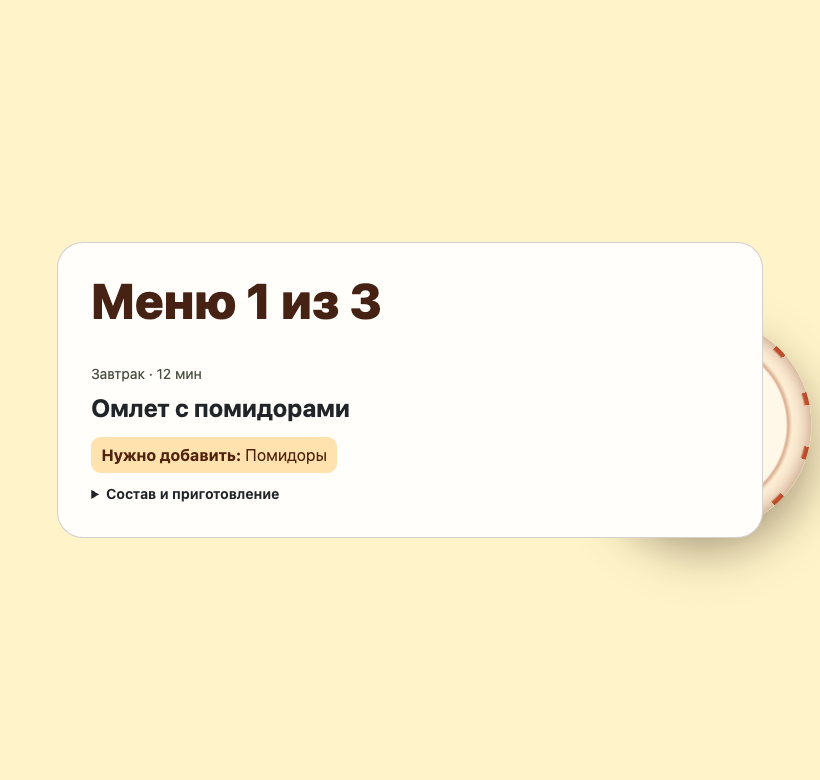 Меню 1 из 3
Завтрак · 12 мин
Омлет с помидорами
Нужно добавить: Помидоры
Состав и приготовление